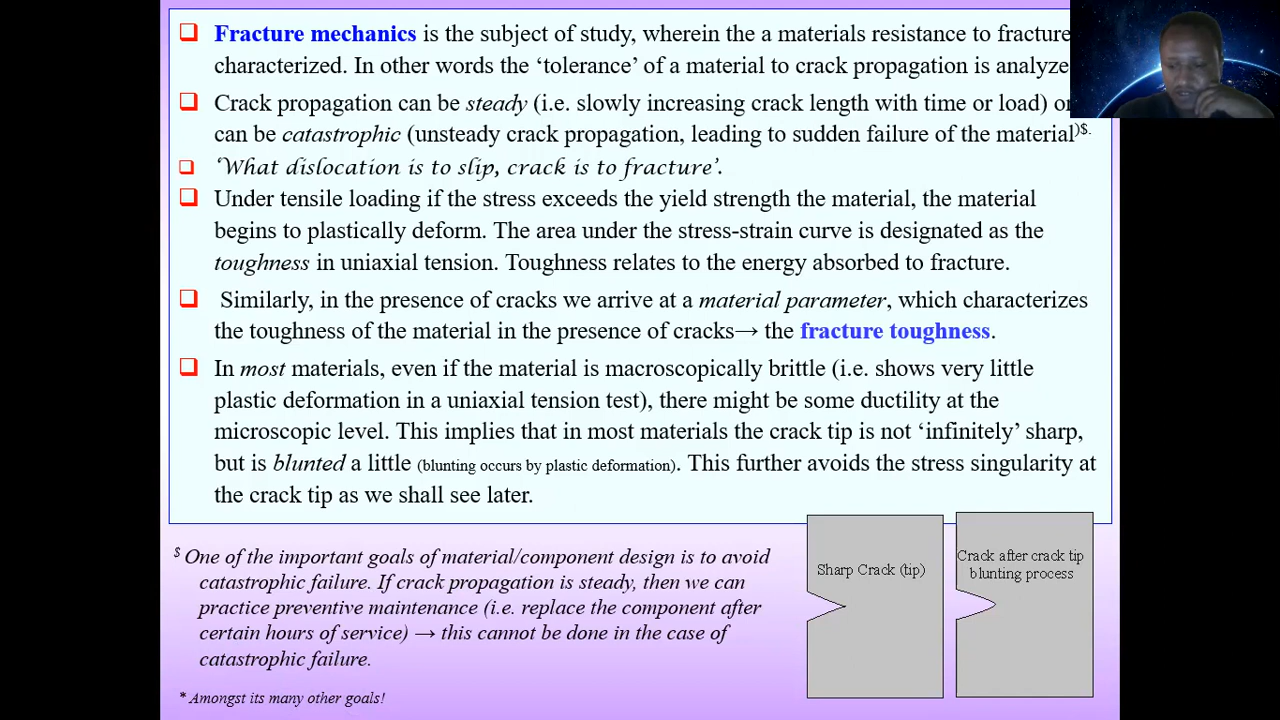 Fracture mechanics is the subject of study, wherein the a materials resistance to fracture
characterized. In other words the ‘tolerance’ of a material to crack propagation is analyze
Crack propagation can be steady (i.e. slowly increasing crack length with time or load) or
can be catastrophic (unsteady crack propagation, leading to sudden failure of the material)$.
‘What dislocation is to slip, crack is to fracture’.
Under tensile loading if the stress exceeds the yield strength the material, the material
begins to plastically deform. The area under the stress-strain curve is designated as the
toughness in uniaxial tension. Toughness relates to the energy absorbed to fracture.
Similarly, in the presence of cracks we arrive at a material parameter, which characterizes
the toughness of the material in the presence of cracks→ the fracture toughness.
In most materials, even if the material is macroscopically brittle (i.e. shows very little
plastic deformation in a uniaxial tension test), there might be some ductility at the
microscopic level. This implies that in most materials the crack tip is not ‘infinitely’ sharp,
but is blunted a little (blunting occurs by plastic deformation). This further avoids the stress singularity at
the crack tip as we shall see later.
$ One of the important goals of material/component design is to avoid
catastrophic failure. If crack propagation is steady, then we can
practice preventive maintenance (i.e. replace the component after
certain hours of service) → this cannot be done in the case of
catastrophic failure.
* Amongst its many other goals!
Sharp Crack (tip)
Crack after crack tip
blunting process